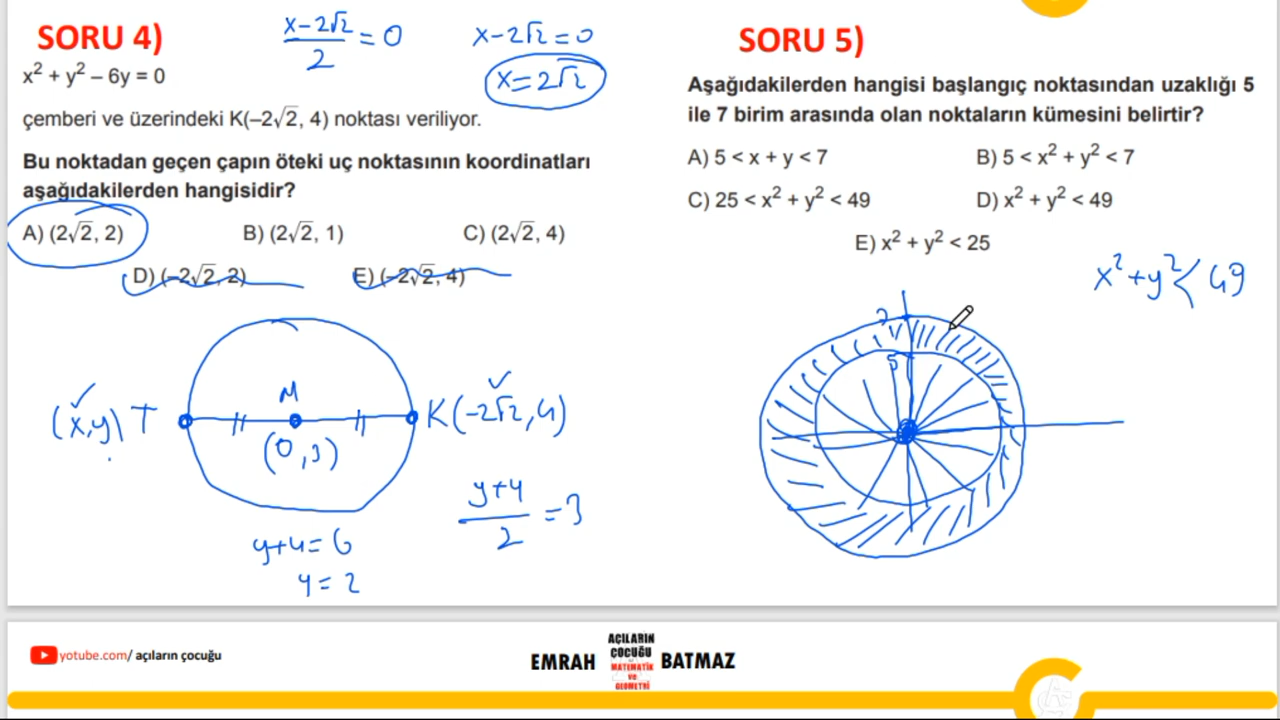 SORU 4)
x² + y² – 6y = 0
çemberi ve üzerindeki K(–2√2, 4) noktası veriliyor.
Bu noktadan geçen çapın öteki uç noktasının koordinatları
aşağıdakilerden hangisidir?
A) (2√2, 2) B) (2√2, 1) C) (2√2, 4)
D) (–2√2, 2) E) (–2√2, 4)
x–2√2/2 = 0
x–2√2 = 0
x = 2√2
(x,y) T
M
(0,3)
K(–2√2, 4)
y+4/2 = 3
y+4 = 6
y = 2
SORU 5)
Aşağıdakilerden hangisi başlangıç noktasından uzaklığı 5
ile 7 birim arasında olan noktaların kümesini belirtir?
A) 5 < x + y < 7 B) 5 < x² + y² < 7
C) 25 < x² + y² < 49 D) x² + y² < 49
E) x² + y² < 25
x² + y² < 49
7
5
yotube.com/ açıların çocuğu
EMRAH
AÇILARIN
ÇOCUĞU
MATEMATİK
ve
GEOMETRİ
BATMAZ